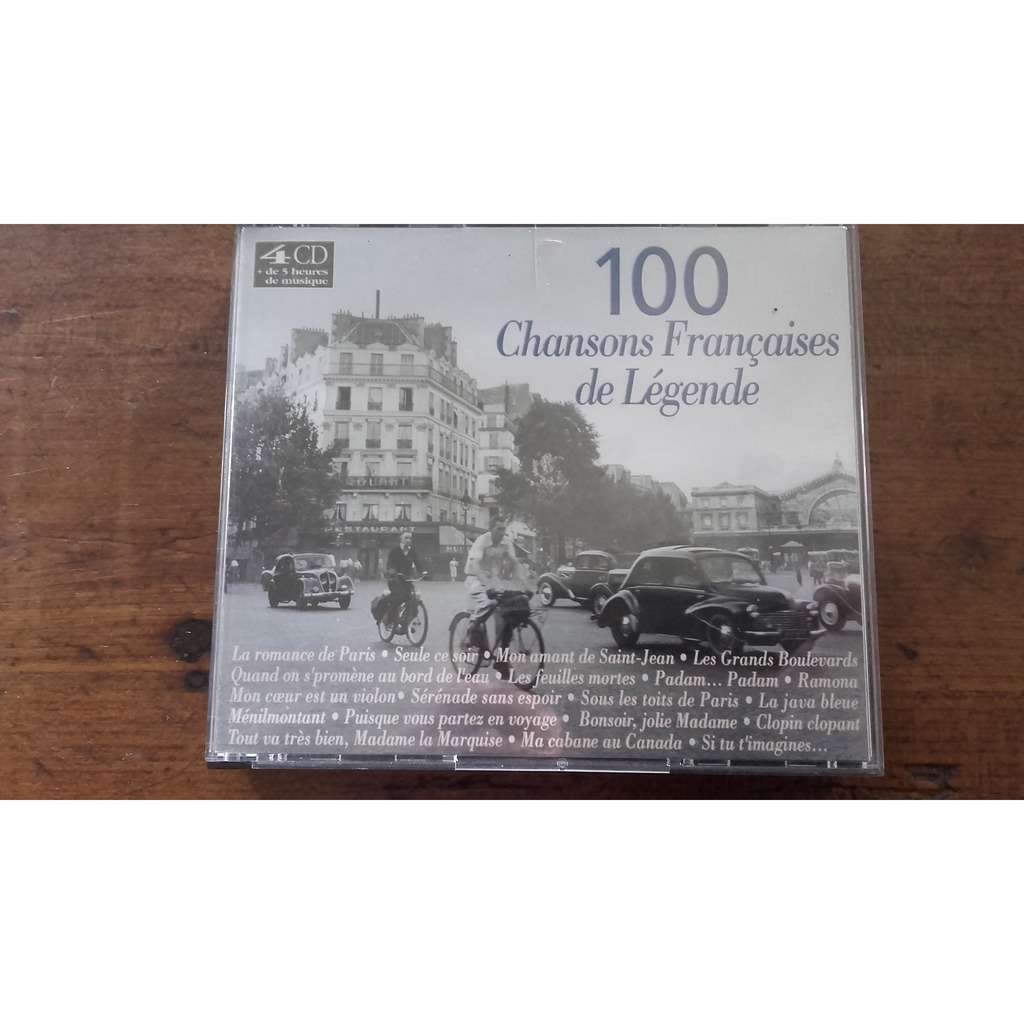 4 CD
+ de 5 heures
de musique
100
Chansons Françaises
de Légende
RESTAURANT
La romance de Paris • Seule ce soir • Mon amant de Saint-Jean • Les Grands Boulevards
Quand on s'promène au bord de l'eau • Les feuilles mortes • Padam... Padam • Ramona
Mon cœur est un violon • Sérénade sans espoir • Sous les toits de Paris • La java bleue
Ménilmontant • Puisque vous partez en voyage • Bonsoir, jolie Madame • Clopin clopant
Tout va très bien, Madame la Marquise • Ma cabane au Canada • Si tu t'imagines...